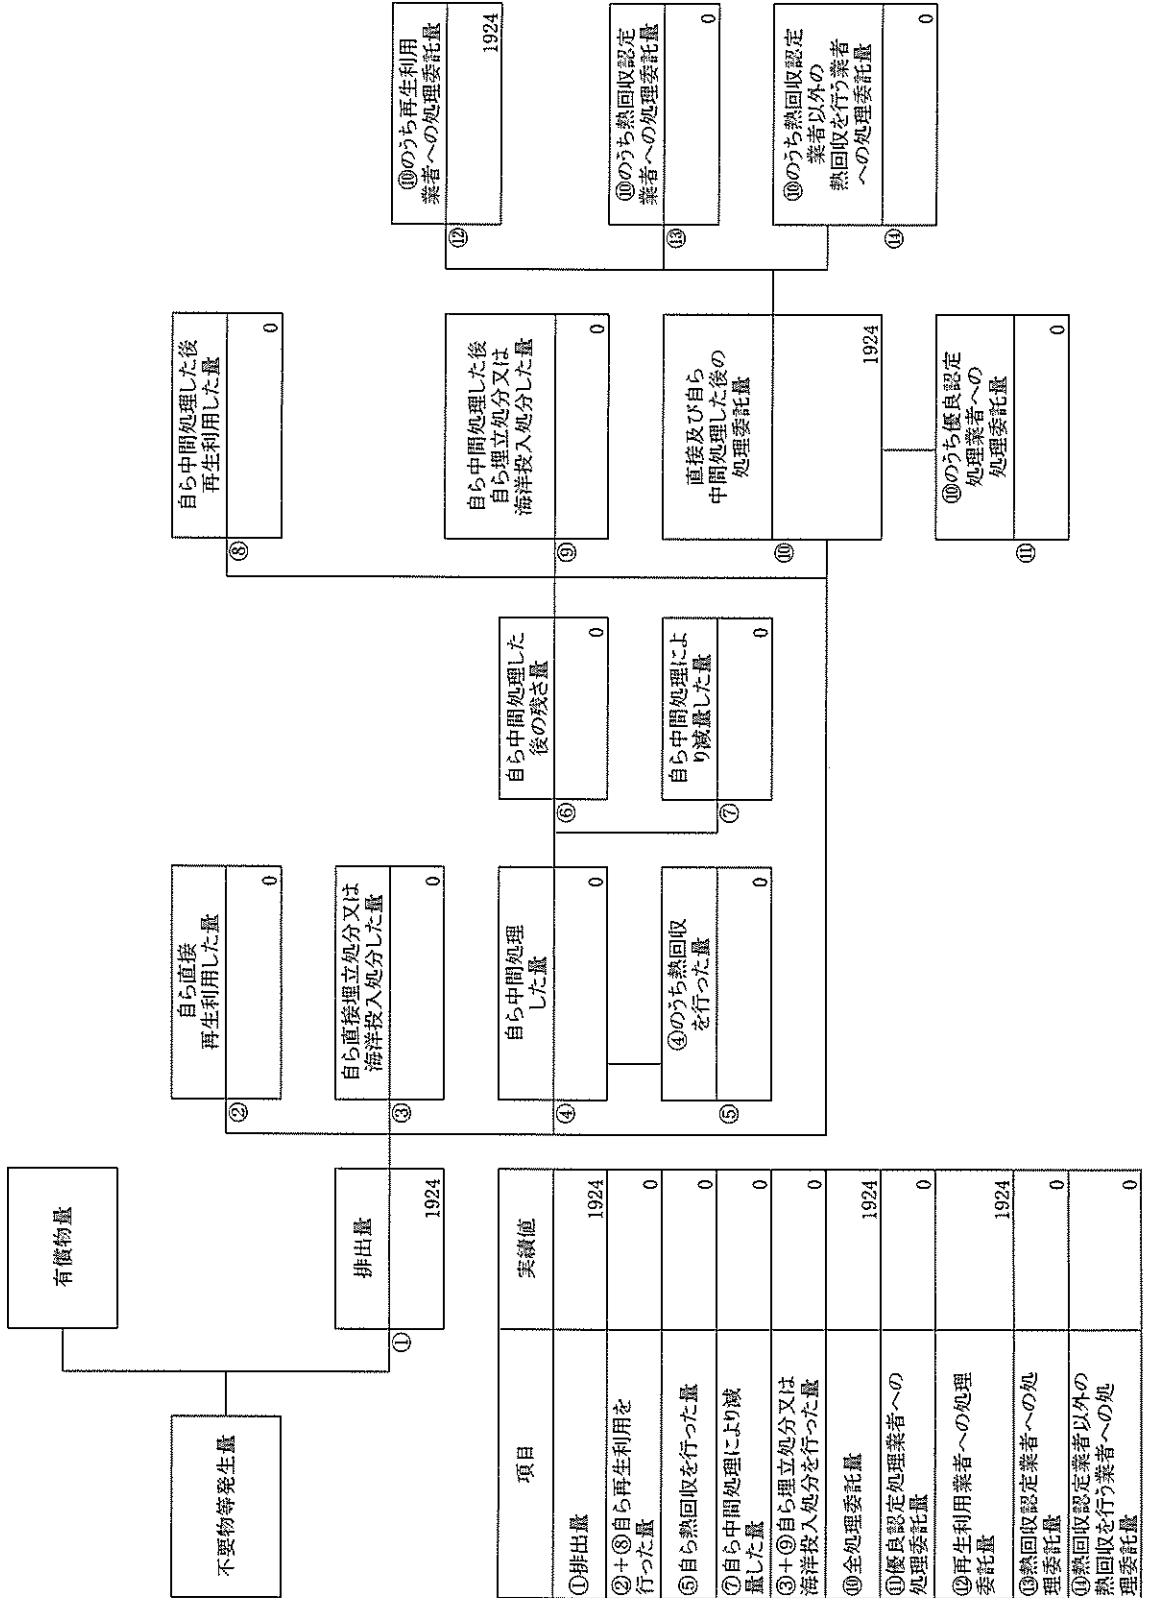 不要物等発生量
有償物量
①
排出量
1924
②
自ら直接
再生利用した量
0
③
自ら直接埋立処分又は
海洋投入処分した量
0
④
自ら中間処理
した量
0
⑤
④のうち熱回収
を行った量
0
⑥
自ら中間処理した
後の残さ量
0
⑦
自ら中間処理によ
り減量した量
0
⑧
自ら中間処理した後
再生利用した量
0
⑨
自ら中間処理した後
自ら埋立処分又は
海洋投入処分した量
0
⑩
直接及び自ら
中間処理した後の
処理委託量
1924
⑪
⑩のうち優良認定
処理業者への
処理委託量
0
⑫
⑩のうち再生利用
業者への処理委託量
1924
⑬
⑩のうち熱回収認定
業者への処理委託量
0
⑭
⑩のうち熱回収認定
業者以外の
熱回収を行う業者
への処理委託量
0
項目 実績値
①排出量 1924
②+⑧自ら再生利用を
行った量 0
⑤自ら熱回収を行った量 0
⑦自ら中間処理により減
量した量 0
③+⑨自ら埋立処分又は
海洋投入処分を行った量 0
⑩全処理委託量 1924
⑪優良認定処理業者への
処理委託量 0
⑫再生利用業者への処理
委託量 1924
⑬熱回収認定業者への処
理委託量 0
⑭熱回収認定業者以外の
熱回収を行う業者への処
理委託量 0